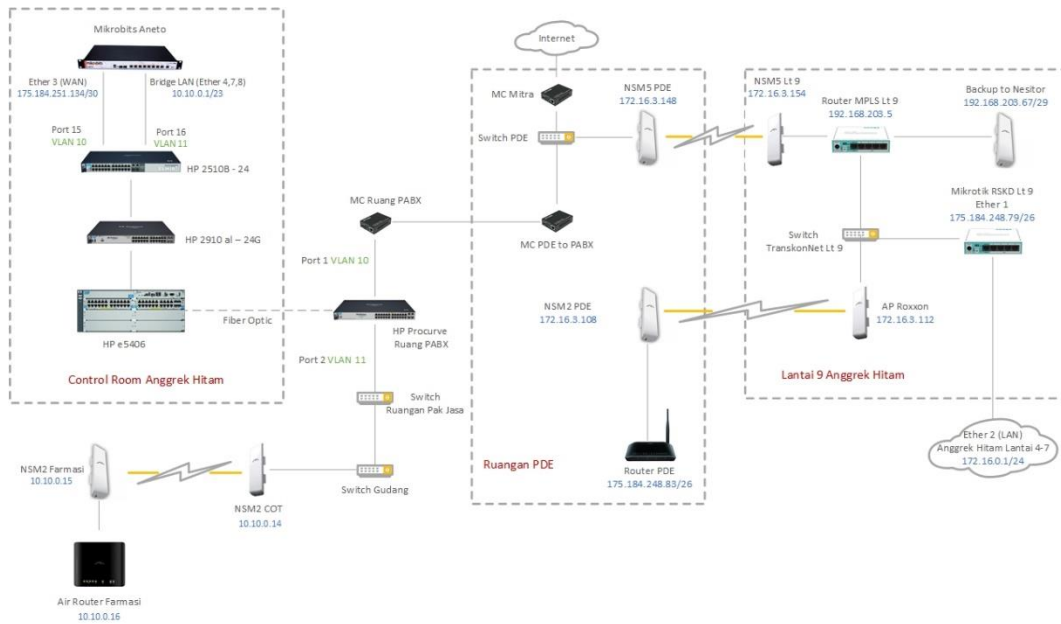 Mikrobits Aneto
Ether 3 (WAN)
175.184.251.134/30
Bridge LAN (Ether 4,7,8)
10.10.0.1/23
Port 15
VLAN 10
Port 16
VLAN 11
HP 2510B - 24
HP 2910 al – 24G
HP e5406
Control Room Anggrek Hitam
Fiber Optic
MC Ruang PABX
Port 1 VLAN 10
HP Procurve
Ruang PABX
Port 2 VLAN 11
Switch
Ruangan Pak Jasa
Switch Gudang
NSM2 Farmasi
10.10.0.15
NSM2 COT
10.10.0.14
Air Router Farmasi
10.10.0.16
Internet
MC Mitra
Switch PDE
NSM5 PDE
172.16.3.148
MC PDE to PABX
NSM2 PDE
172.16.3.108
Ruangan PDE
Router PDE
175.184.248.83/26
NSM5 Lt 9
172.16.3.154
Router MPLS Lt 9
192.168.203.5
Backup to Nesitor
192.168.203.67/29
Mikrotik RSKD Lt 9
Ether 1
175.184.248.79/26
Switch
TranskonNet Lt 9
AP Roxxon
172.16.3.112
Lantai 9 Anggrek Hitam
Ether 2 (LAN)
Anggrek Hitam Lantai 4-7
172.16.0.1/24